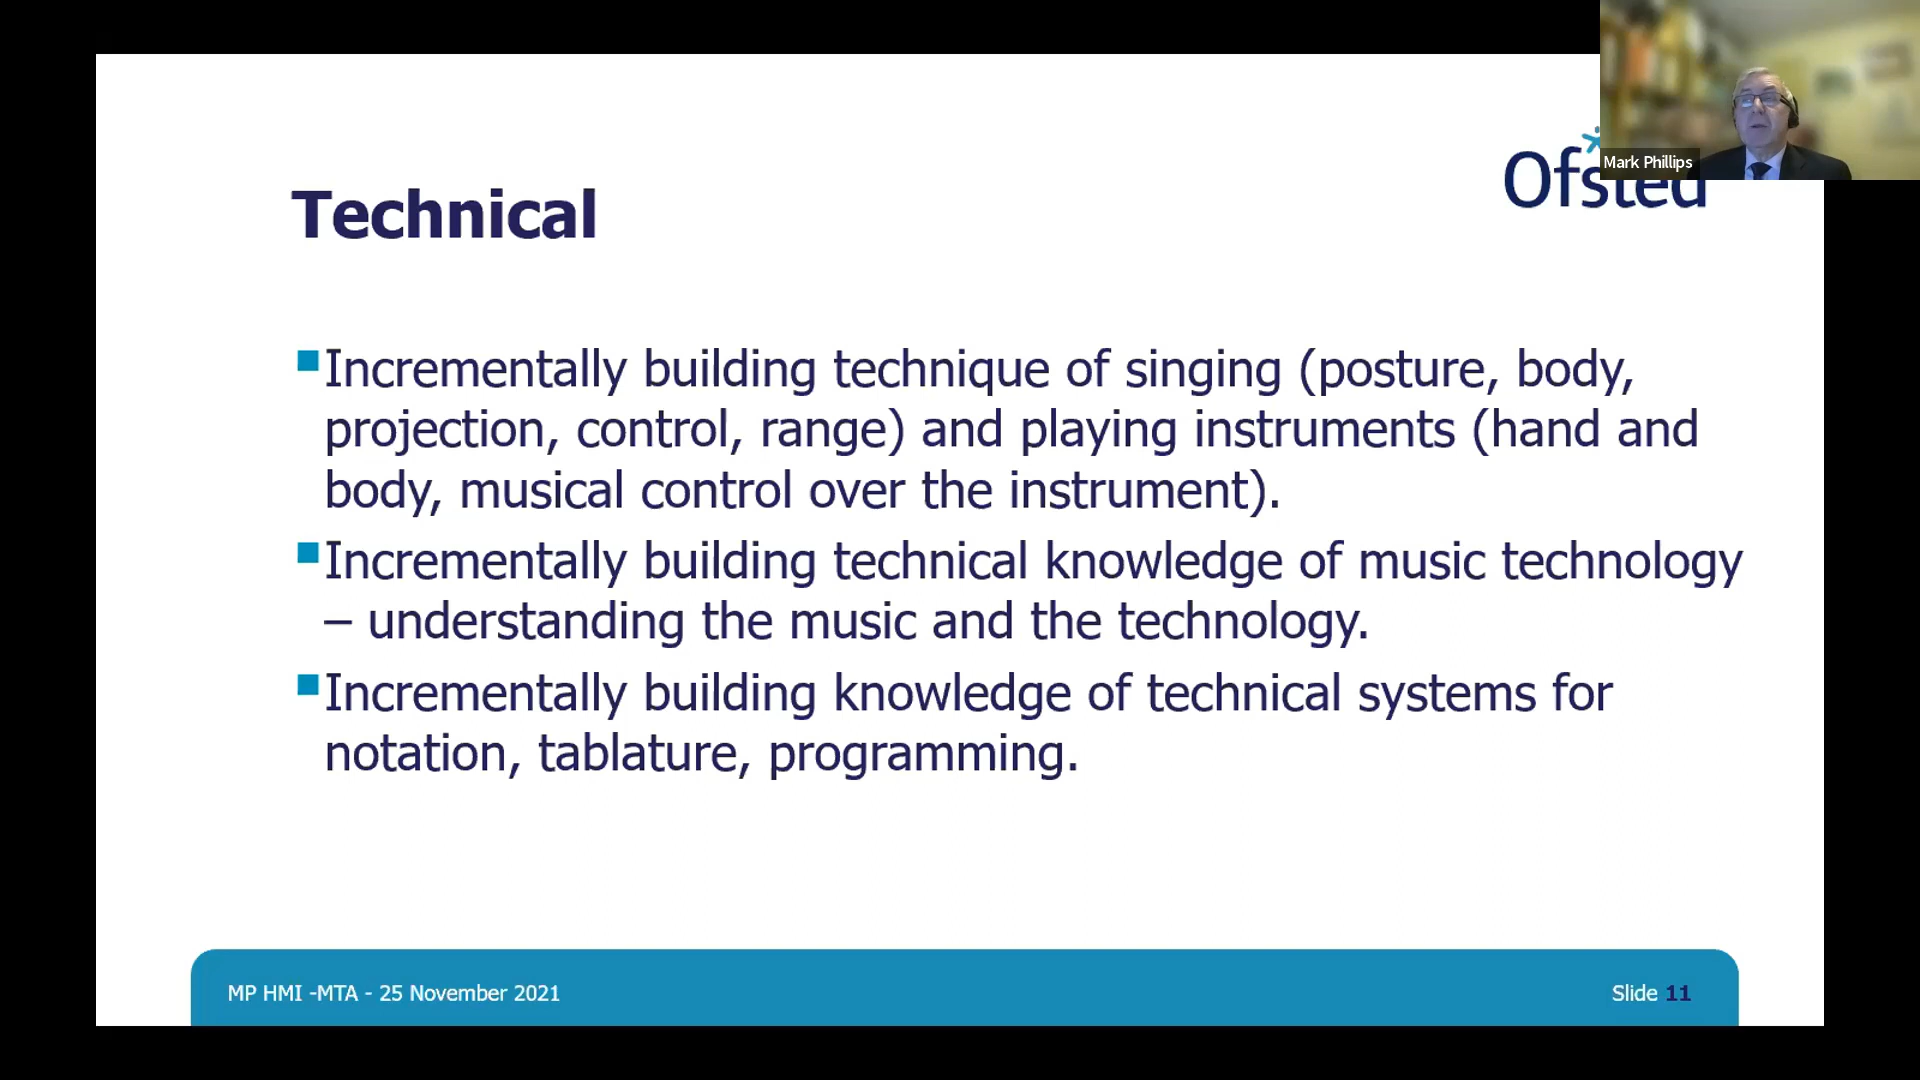 Mark Phillips
Ofsted
Technical
Incrementally building technique of singing (posture, body,
projection, control, range) and playing instruments (hand and
body, musical control over the instrument).
Incrementally building technical knowledge of music technology
– understanding the music and the technology.
Incrementally building knowledge of technical systems for
notation, tablature, programming.
MP HMI -MTA - 25 November 2021
Slide 11